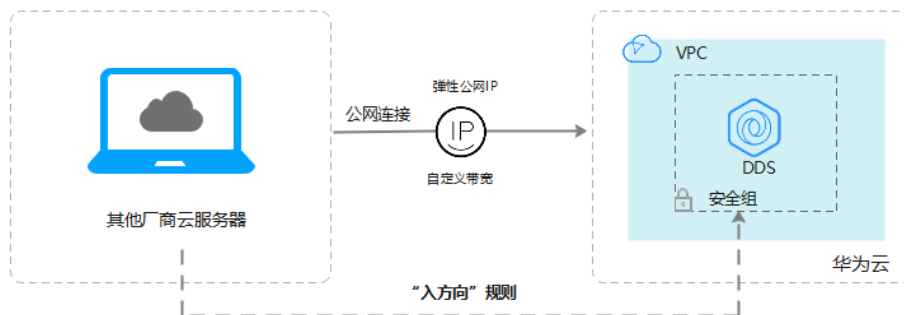 弹性公网IP
公网连接
IP
自定义带宽
其他厂商云服务器
VPC
DDS
安全组
华为云
“入方向”规则